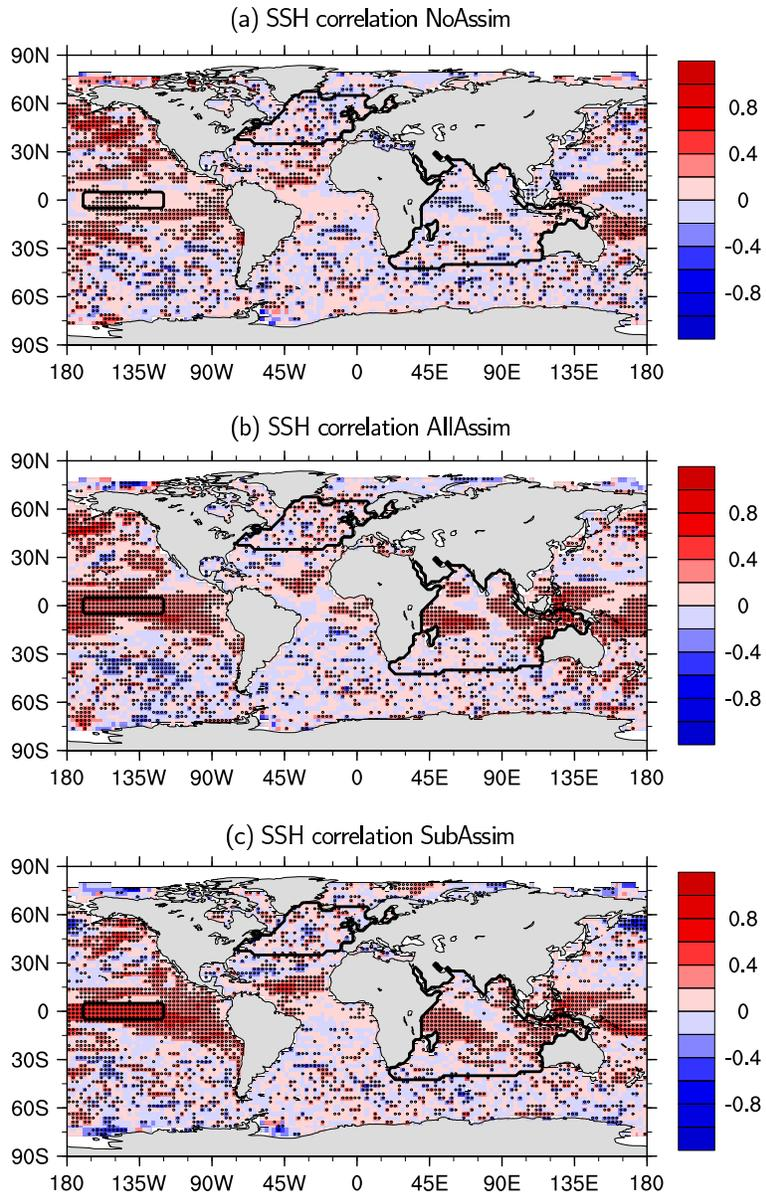 (a) SSH correlation NoAssim
90N
60N
30N
0
30S
60S
90S
180 135W 90W 45W 0 45E 90E 135E 180
0.8
0.4
0
-0.4
-0.8
(b) SSH correlation AllAssim
90N
60N
30N
0
30S
60S
90S
180 135W 90W 45W 0 45E 90E 135E 180
0.8
0.4
0
-0.4
-0.8
(c) SSH correlation SubAssim
90N
60N
30N
0
30S
60S
90S
180 135W 90W 45W 0 45E 90E 135E 180
0.8
0.4
0
-0.4
-0.8